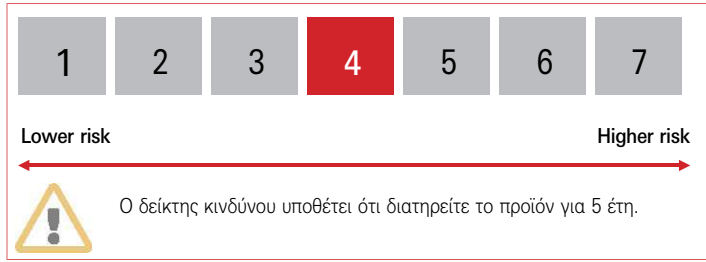 1 2 3 4 5 6 7
Lower risk Higher risk
Ο δείκτης κινδύνου υποθέτει ότι διατηρείτε το προϊόν για 5 έτη.